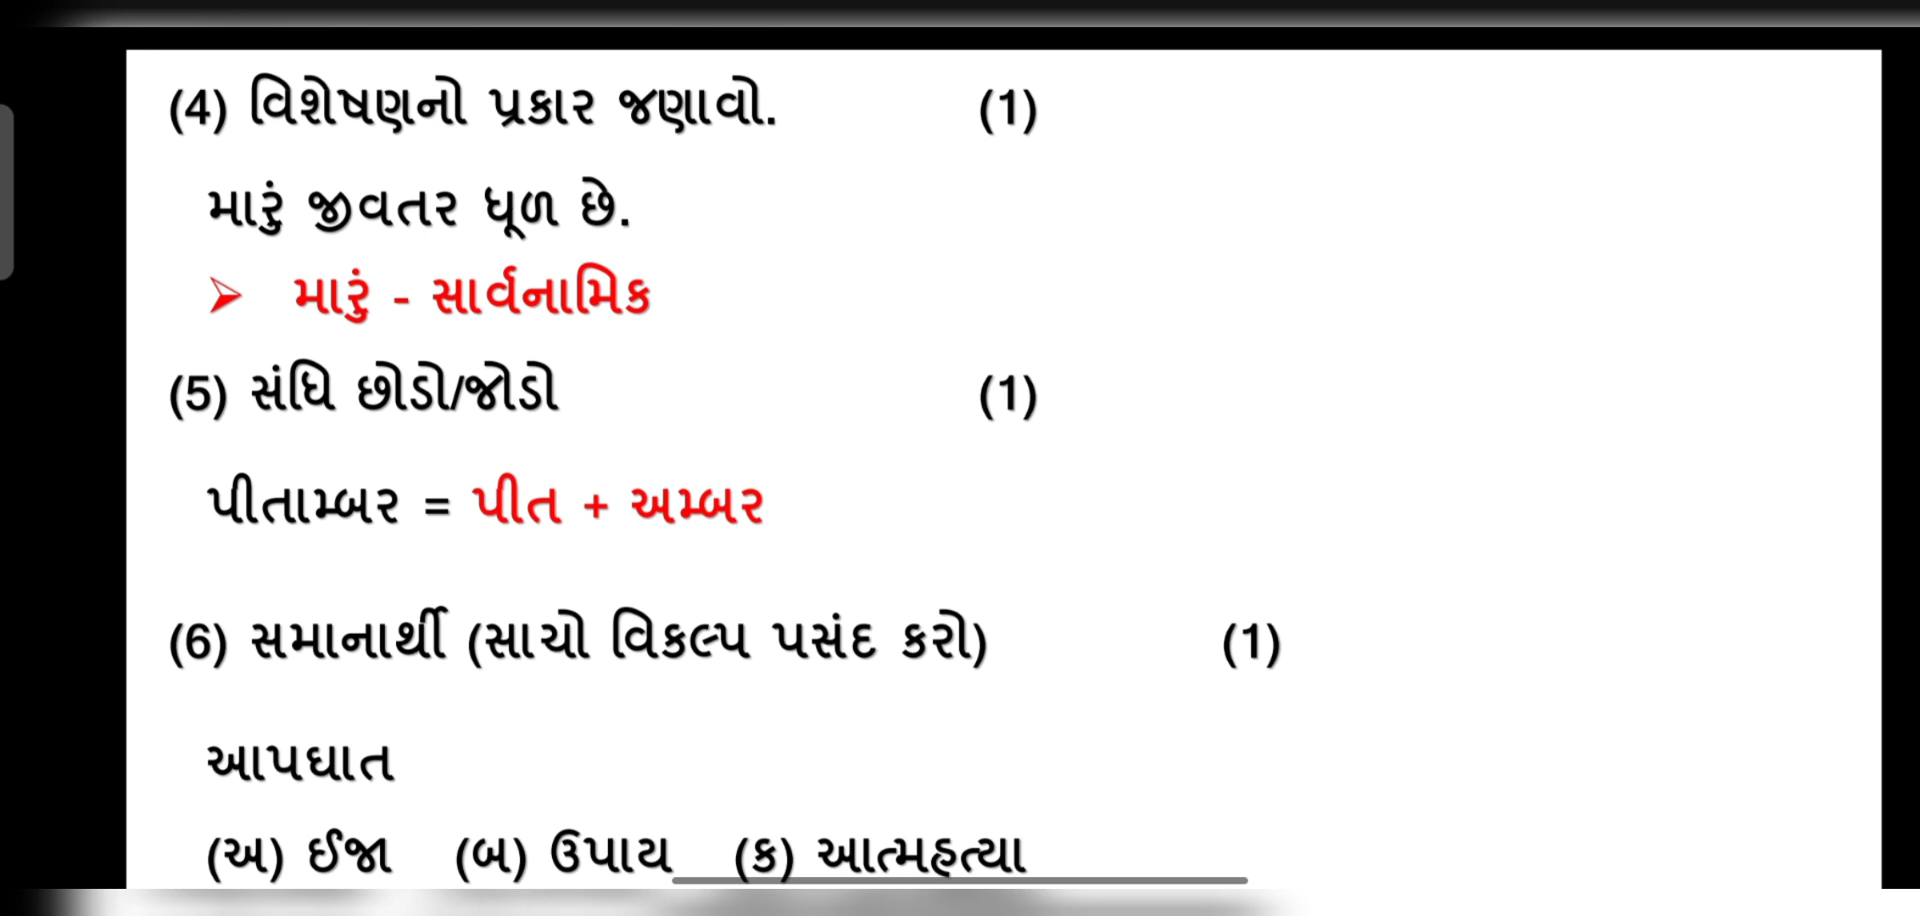 (4) વિશેષણનો પ્રકાર જણાવો. (1)
મારું જીવતર ધૂળ છે.
➢ મારું - સાર્વનામિક
(5) સંધિ છોડો/જોડો (1)
પીતામ્બર = પીત + અમ્બર
(6) સમાનાર્થી (સાચો વિકલ્પ પસંદ કરો) (1)
આપઘાત
(અ) ઈજા (બ) ઉપાય (ક) આત્મહત્યા